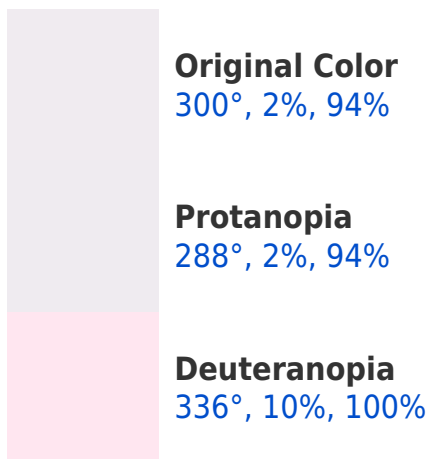 Original Color
300°, 2%, 94%
Protanopia
288°, 2%, 94%
Deuteranopia
336°, 10%, 100%